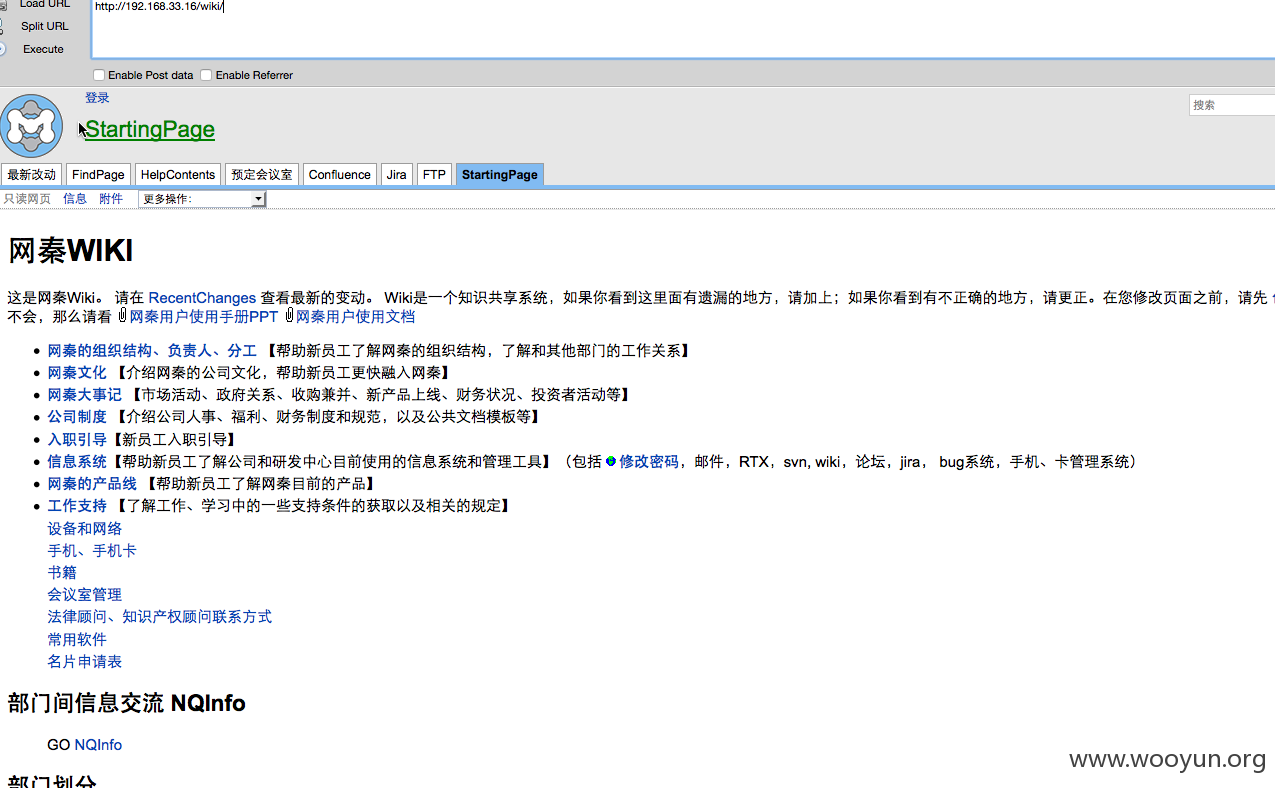 Load URL
http://192.168.33.16/wiki/
Split URL
Execute
Enable Post data Enable Referrer
登录
搜索
StartingPage
最新改动 FindPage HelpContents 预定会议室 Confluence Jira FTP StartingPage
只读网页 信息 附件 更多操作:
网秦WIKI
这是网秦Wiki。 请在 RecentChanges 查看最新的变动。 Wiki是一个知识共享系统，如果你看到这里面有遗漏的地方，请加上；如果你看到有不正确的地方，请更正。在您修改页面之前，请先
不会，那么请看 网秦用户使用手册PPT 网秦用户使用文档
网秦的组织结构、负责人、分工 【帮助新员工了解网秦的组织结构，了解和其他部门的工作关系】
网秦文化 【介绍网秦的公司文化，帮助新员工更快融入网秦】
网秦大事记 【市场活动、政府关系、收购兼并、新产品上线、财务状况、投资者活动等】
公司制度 【介绍公司人事、福利、财务制度和规范，以及公共文档模板等】
入职引导【新员工入职引导】
信息系统【帮助新员工了解公司和研发中心目前使用的信息系统和管理工具】（包括 修改密码，邮件，RTX，svn, wiki，论坛，jira， bug系统，手机、卡管理系统）
网秦的产品线 【帮助新员工了解网秦目前的产品】
工作支持 【了解工作、学习中的一些支持条件的获取以及相关的规定】
设备和网络
手机、手机卡
书籍
会议室管理
法律顾问、知识产权顾问联系方式
常用软件
名片申请表
部门间信息交流 NQInfo
GO NQInfo
www.wooyun.org
部门划分